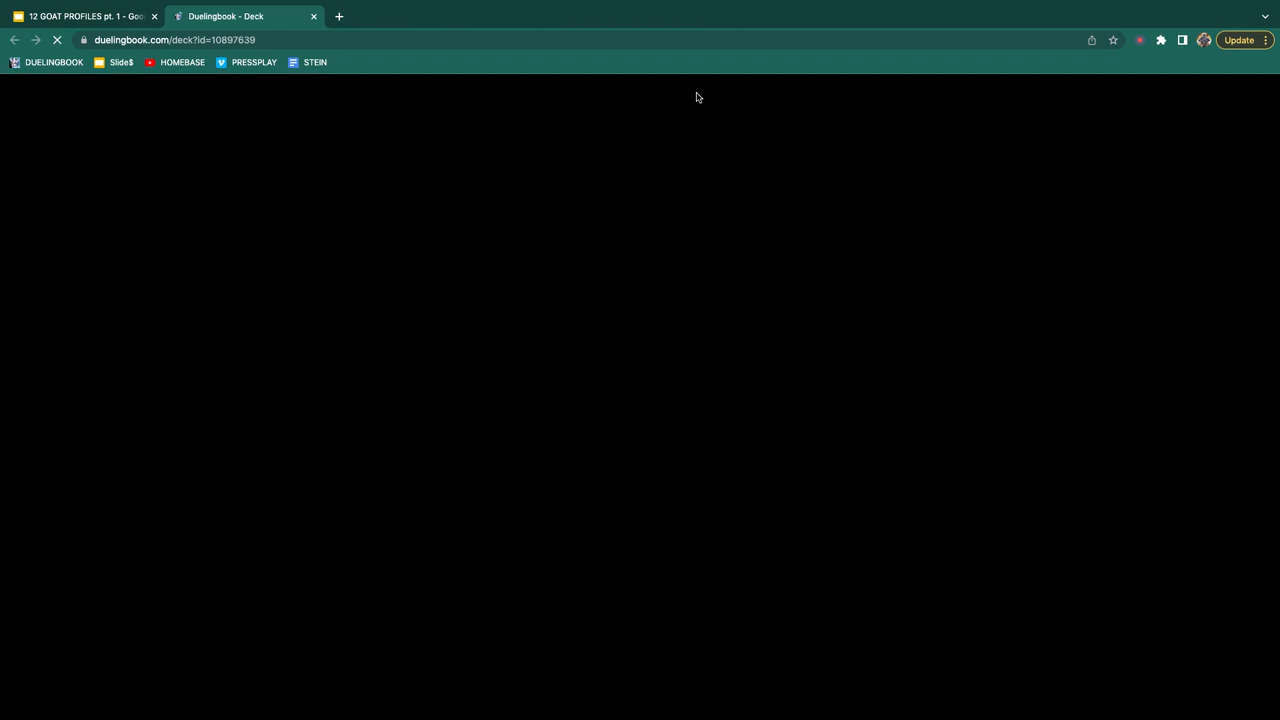 12 GOAT PROFILES pt. 1 - Goo
Duelingbook - Deck
duelingbook.com/deck?id=10897639
Update
DUELINGBOOK
Slide$
HOMEBASE
PRESSPLAY
STEIN